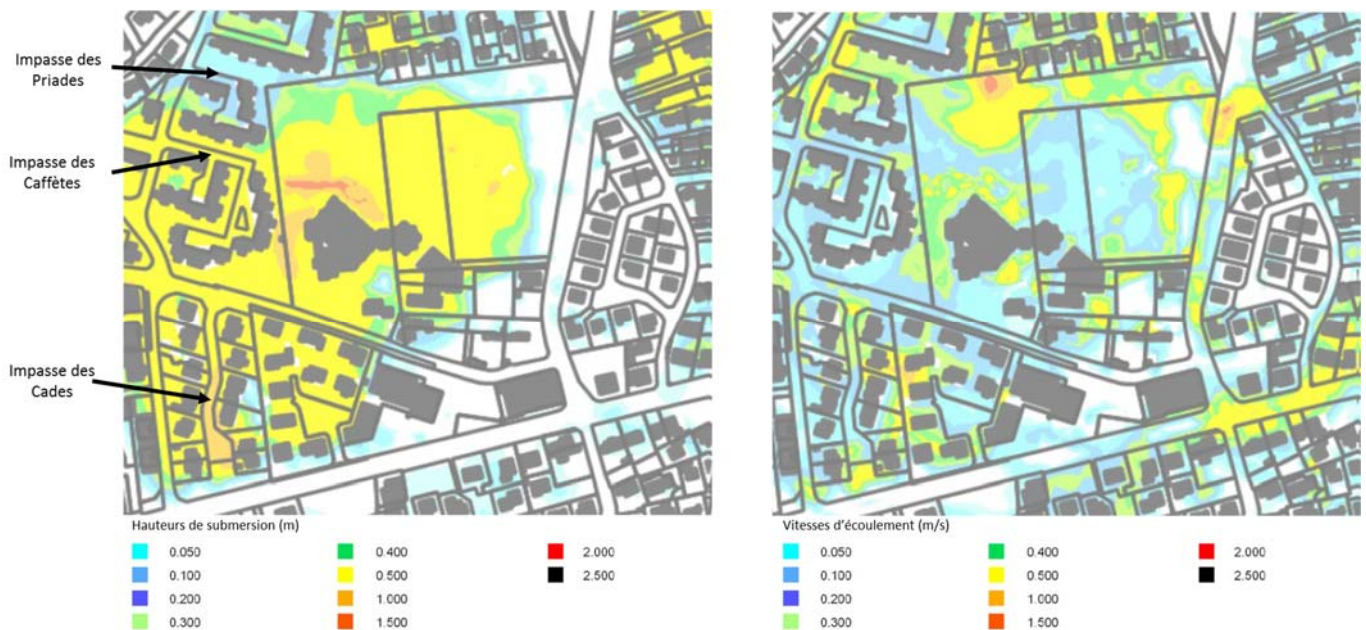 Impasse des
Priades
Impasse des
Caffètes
Impasse des
Cades
Hauteurs de submersion (m)
0.050
0.400
2.000
0.100
0.500
2.500
0.200
1.000
0.300
1.500
Vitesses d'écoulement (m/s)
0.050
0.400
2.000
0.100
0.500
2.500
0.200
1.000
0.300
1.500